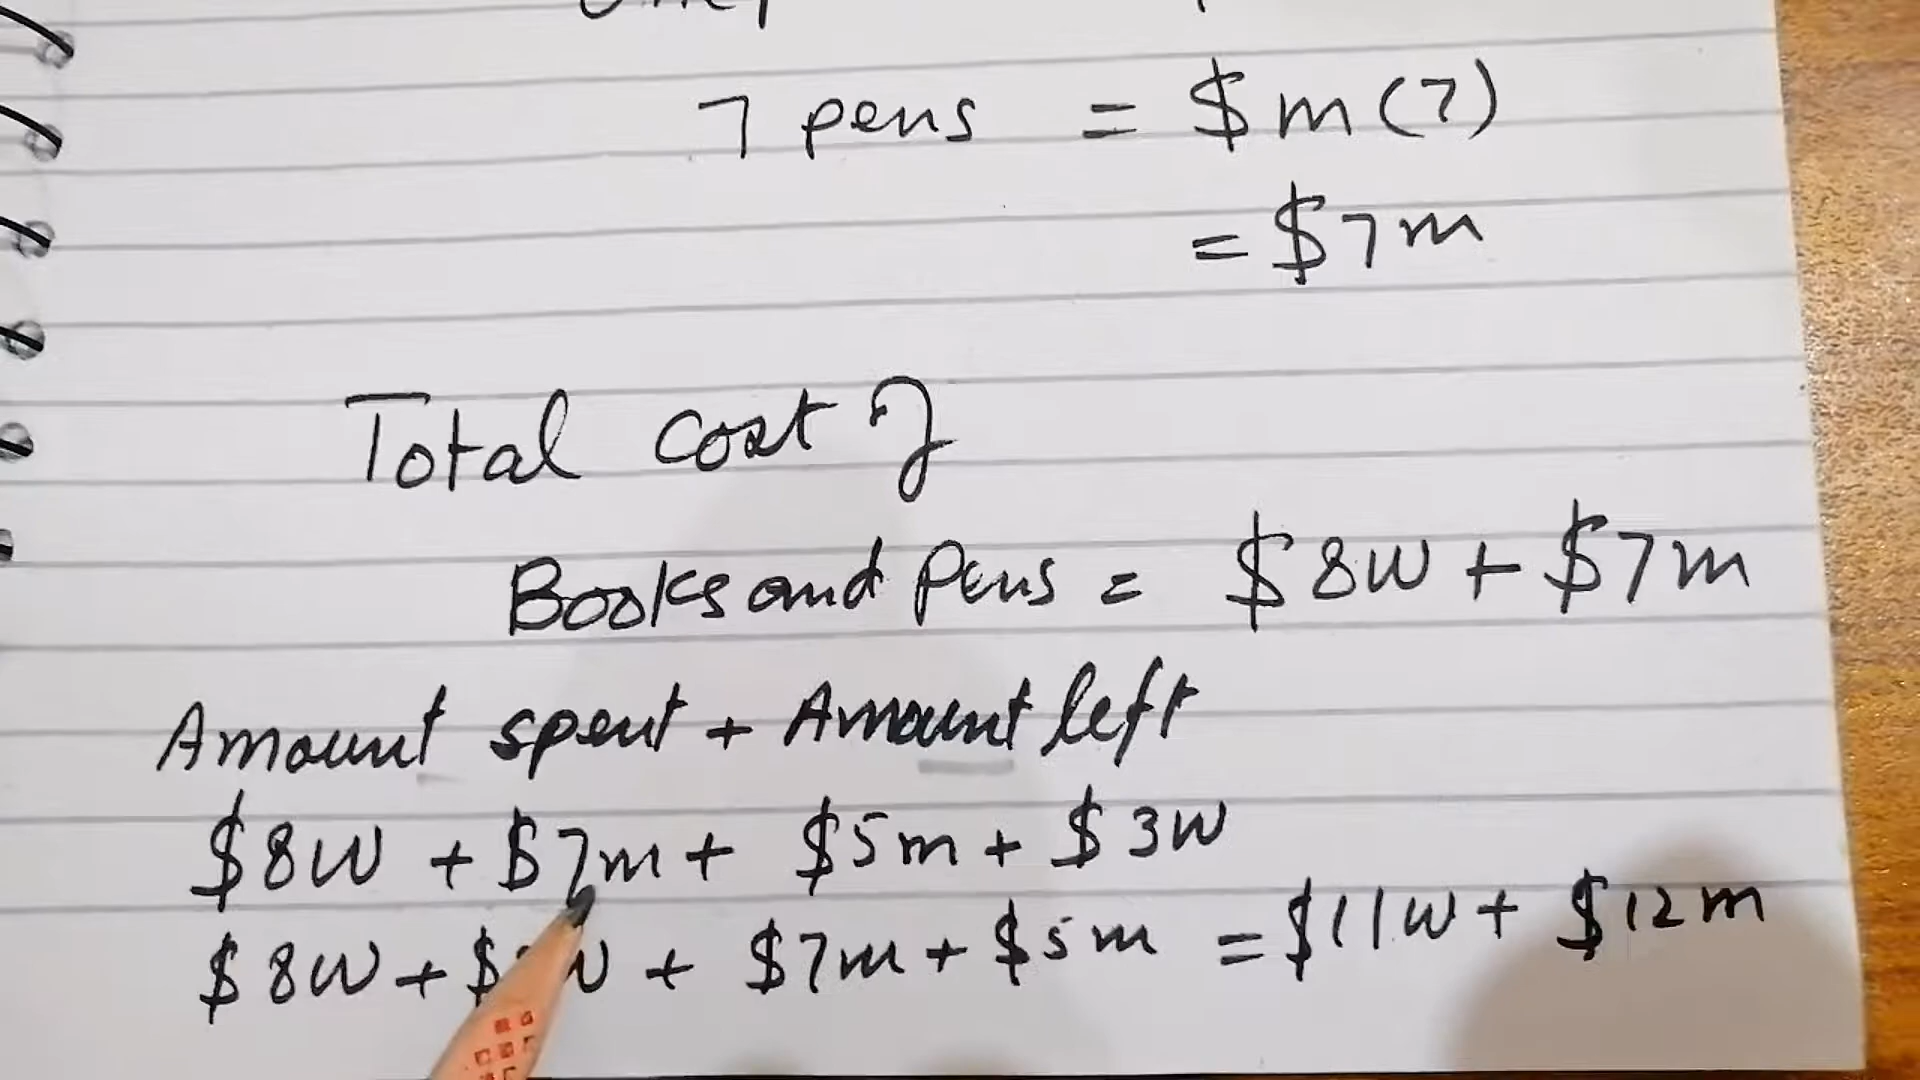 7 pens = $m(7)
= $7m
Total cost of
Books and Pens = $8w + $7m
Amount spent + Amount left
$8w + $7m + $5m + $3w
$8w + $ w + $7m + $5m = $11w + $12m